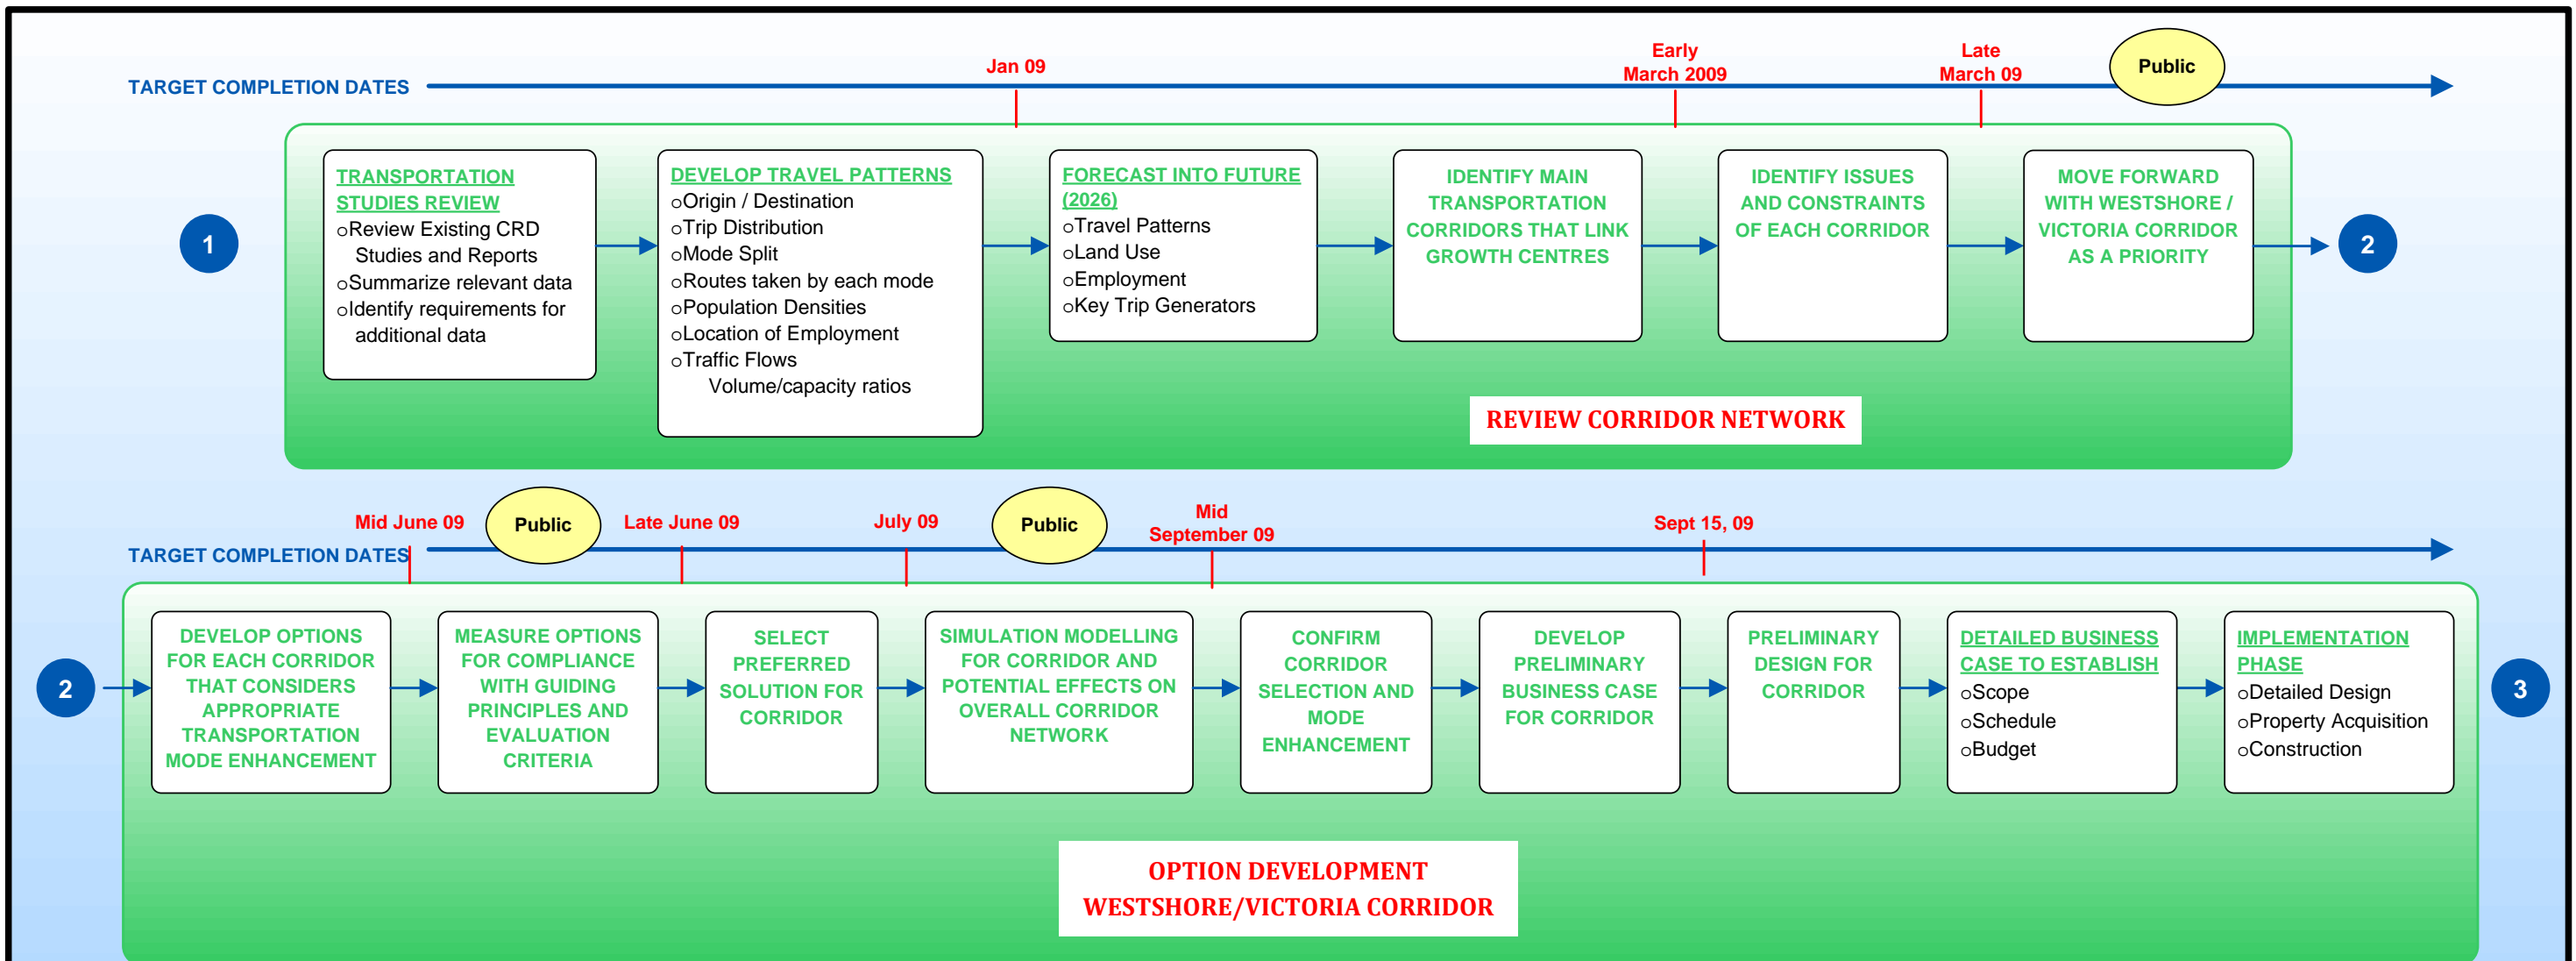 TARGET COMPLETION DATES
Jan 09
Early
March 2009
Late
March 09
Public
1
TRANSPORTATION
STUDIES REVIEW
oReview Existing CRD
Studies and Reports
oSummarize relevant data
oIdentify requirements for
additional data
DEVELOP TRAVEL PATTERNS
oOrigin / Destination
oTrip Distribution
oMode Split
oRoutes taken by each mode
oPopulation Densities
oLocation of Employment
oTraffic Flows
Volume/capacity ratios
FORECAST INTO FUTURE
(2026)
oTravel Patterns
oLand Use
oEmployment
oKey Trip Generators
IDENTIFY MAIN
TRANSPORTATION
CORRIDORS THAT LINK
GROWTH CENTRES
IDENTIFY ISSUES
AND CONSTRAINTS
OF EACH CORRIDOR
MOVE FORWARD
WITH WESTSHORE /
VICTORIA CORRIDOR
AS A PRIORITY
2
REVIEW CORRIDOR NETWORK
TARGET COMPLETION DATES
Mid June 09
Public
Late June 09
July 09
Public
Mid
September 09
Sept 15, 09
2
DEVELOP OPTIONS
FOR EACH CORRIDOR
THAT CONSIDERS
APPROPRIATE
TRANSPORTATION
MODE ENHANCEMENT
MEASURE OPTIONS
FOR COMPLIANCE
WITH GUIDING
PRINCIPLES AND
EVALUATION
CRITERIA
SELECT
PREFERRED
SOLUTION FOR
CORRIDOR
SIMULATION MODELLING
FOR CORRIDOR AND
POTENTIAL EFFECTS ON
OVERALL CORRIDOR
NETWORK
CONFIRM
CORRIDOR
SELECTION AND
MODE
ENHANCEMENT
DEVELOP
PRELIMINARY
BUSINESS CASE
FOR CORRIDOR
PRELIMINARY
DESIGN FOR
CORRIDOR
DETAILED BUSINESS
CASE TO ESTABLISH
oScope
oSchedule
oBudget
IMPLEMENTATION
PHASE
oDetailed Design
oProperty Acquisition
oConstruction
3
OPTION DEVELOPMENT
WESTSHORE/VICTORIA CORRIDOR